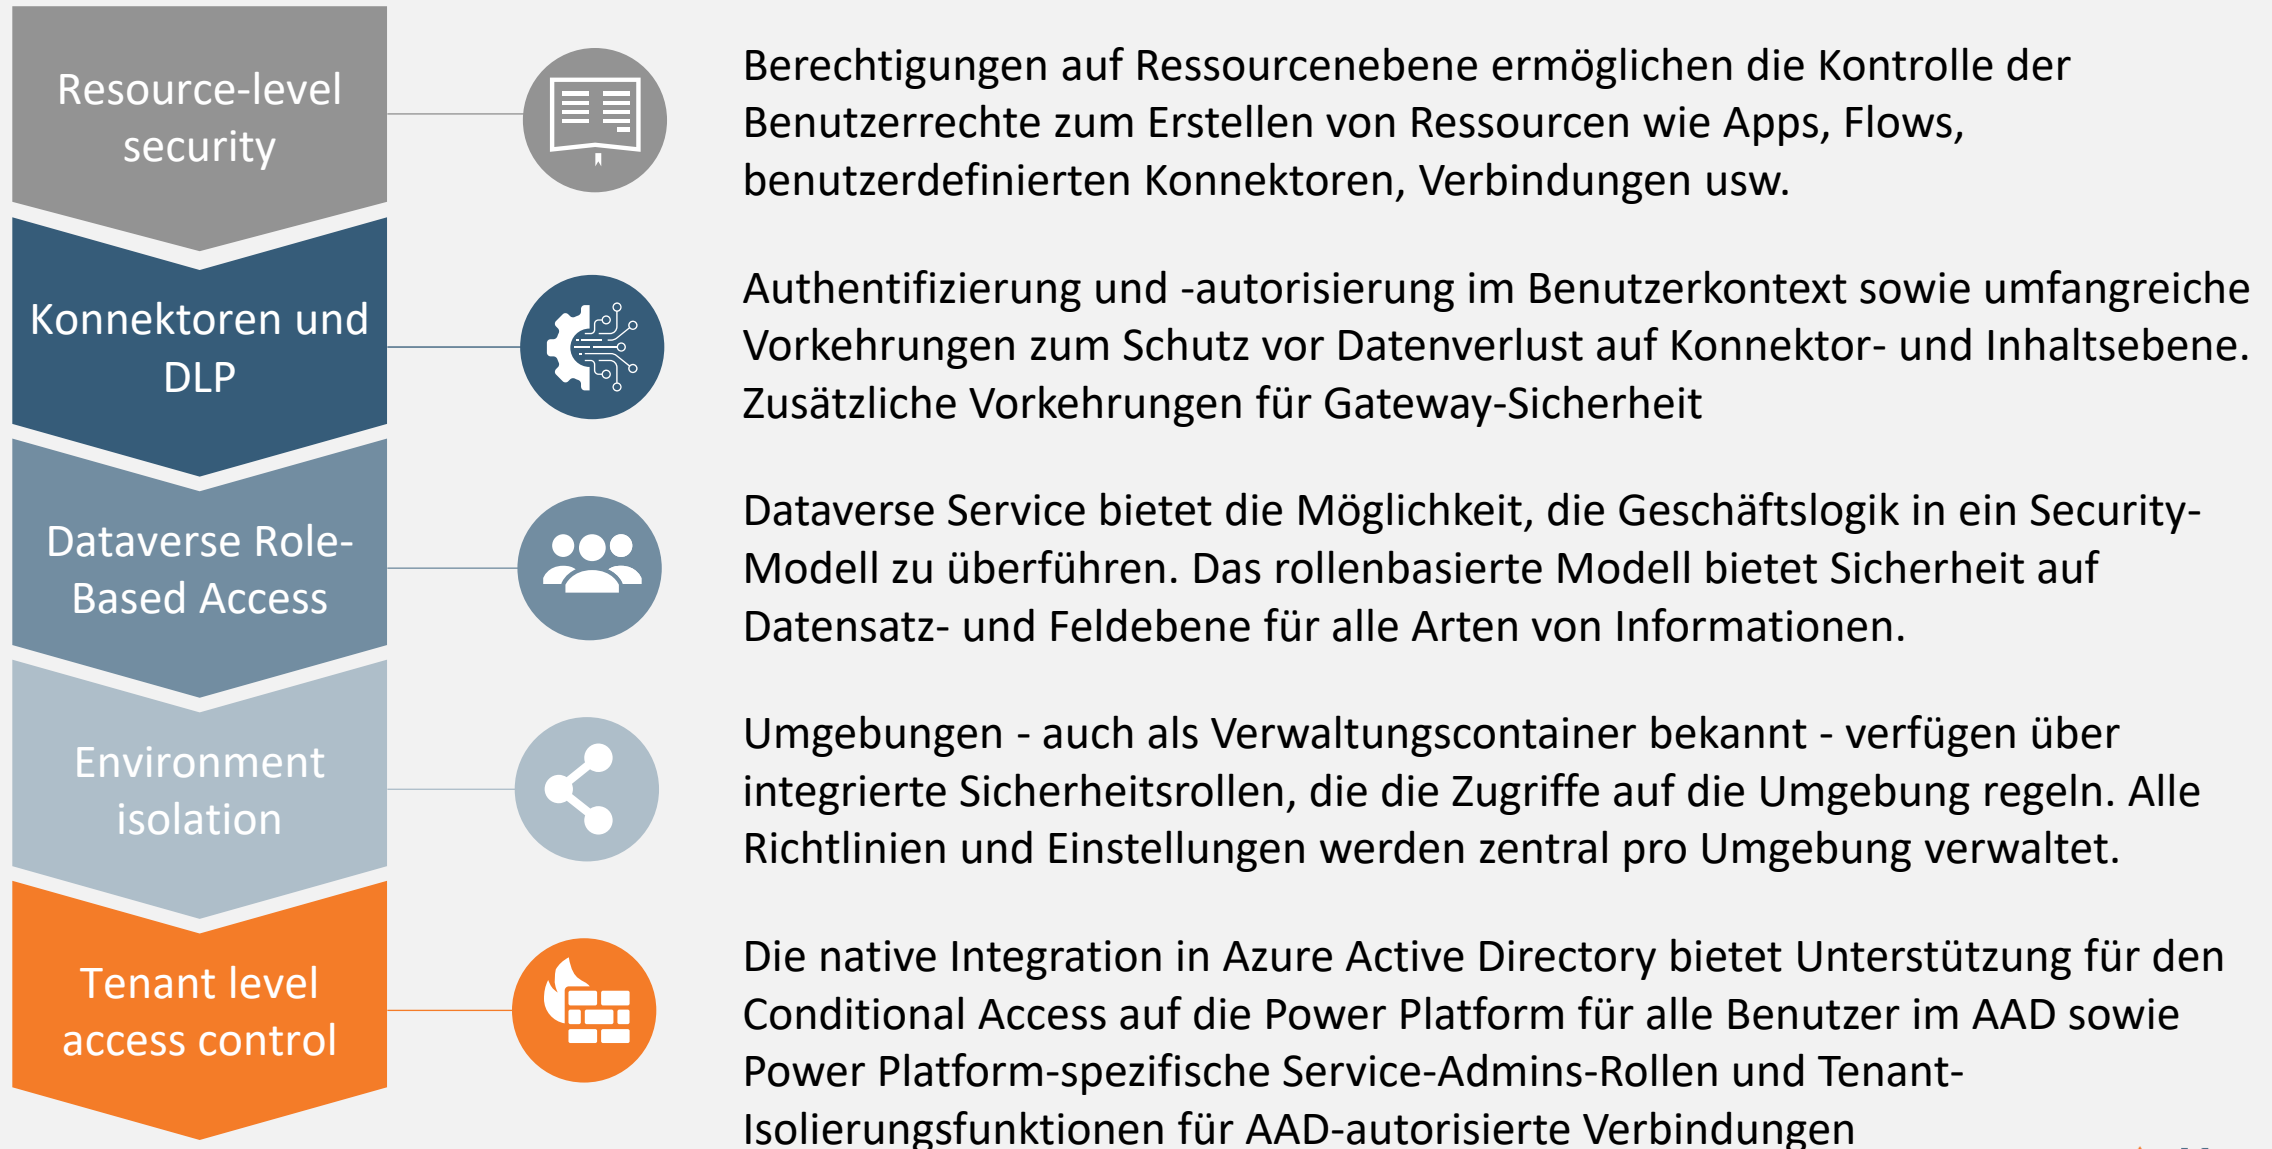 Resource-level
security
Berechtigungen auf Ressourcenebene ermöglichen die Kontrolle der
Benutzerrechte zum Erstellen von Ressourcen wie Apps, Flows,
benutzerdefinierten Konnektoren, Verbindungen usw.
Konnektoren und
DLP
Authentifizierung und -autorisierung im Benutzerkontext sowie umfangreiche
Vorkehrungen zum Schutz vor Datenverlust auf Konnektor- und Inhaltsebene.
Zusätzliche Vorkehrungen für Gateway-Sicherheit
Dataverse Role-
Based Access
Dataverse Service bietet die Möglichkeit, die Geschäftslogik in ein Security-
Modell zu überführen. Das rollenbasierte Modell bietet Sicherheit auf
Datensatz- und Feldebene für alle Arten von Informationen.
Environment
isolation
Umgebungen - auch als Verwaltungscontainer bekannt - verfügen über
integrierte Sicherheitsrollen, die die Zugriffe auf die Umgebung regeln. Alle
Richtlinien und Einstellungen werden zentral pro Umgebung verwaltet.
Tenant level
access control
Die native Integration in Azure Active Directory bietet Unterstützung für den
Conditional Access auf die Power Platform für alle Benutzer im AAD sowie
Power Platform-spezifische Service-Admins-Rollen und Tenant-
Isolierungsfunktionen für AAD-autorisierte Verbindungen